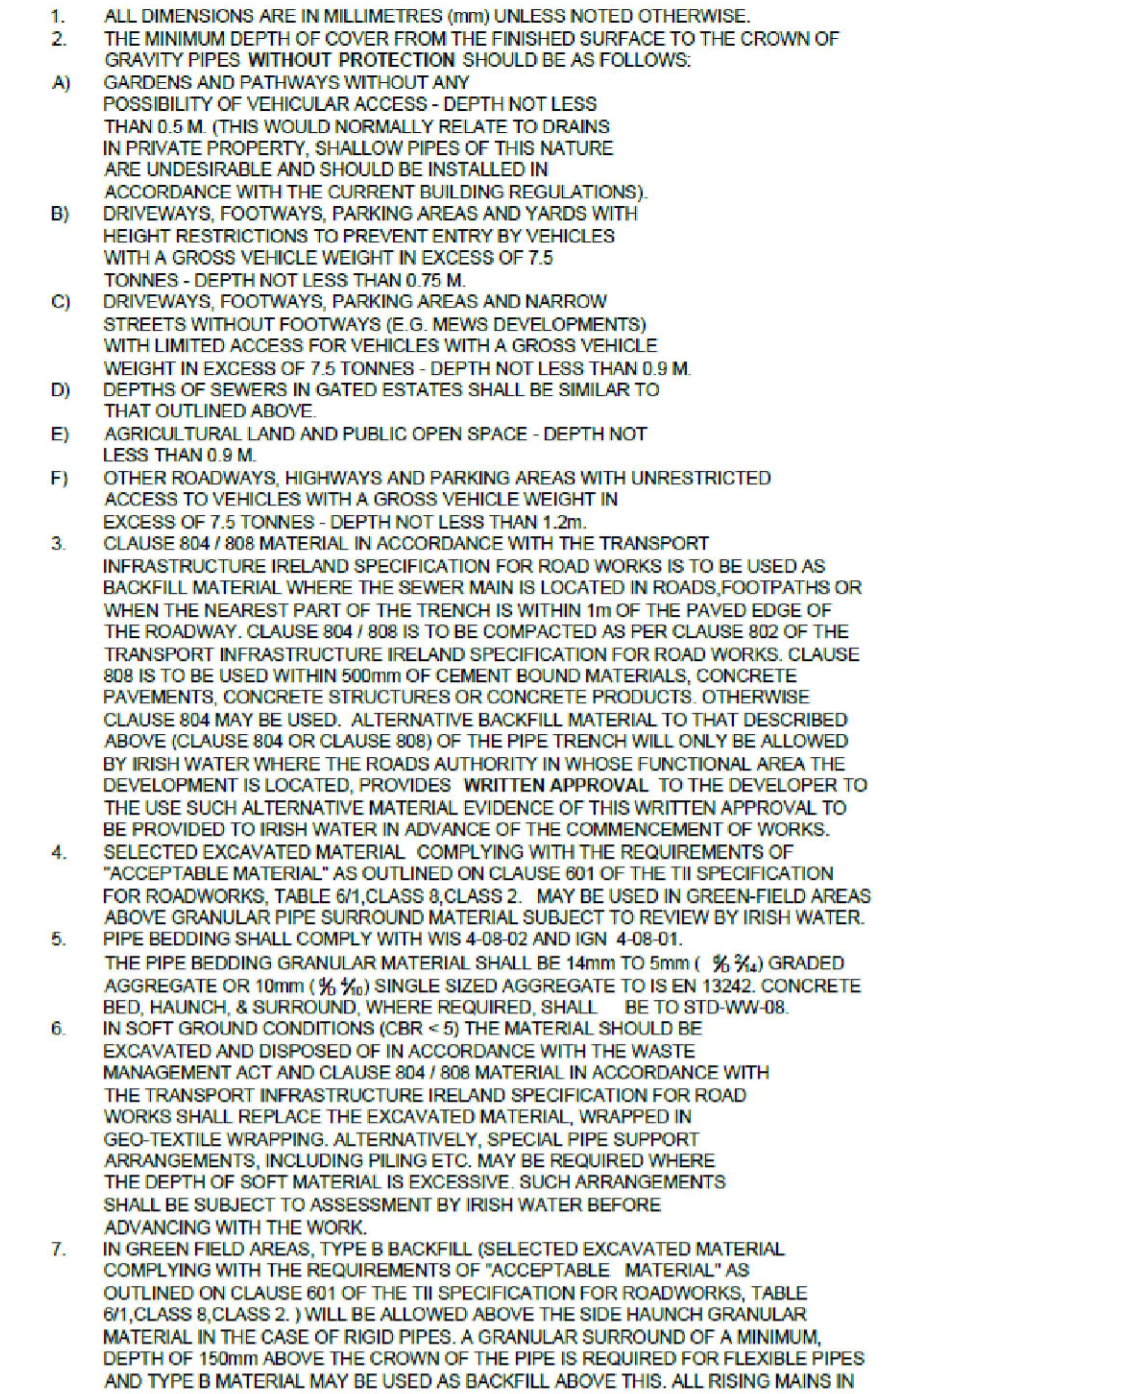 1. ALL DIMENSIONS ARE IN MILLIMETRES (mm) UNLESS NOTED OTHERWISE.
2. THE MINIMUM DEPTH OF COVER FROM THE FINISHED SURFACE TO THE CROWN OF
GRAVITY PIPES WITHOUT PROTECTION SHOULD BE AS FOLLOWS:
A) GARDENS AND PATHWAYS WITHOUT ANY
POSSIBILITY OF VEHICULAR ACCESS - DEPTH NOT LESS
THAN 0.5 M. (THIS WOULD NORMALLY RELATE TO DRAINS
IN PRIVATE PROPERTY, SHALLOW PIPES OF THIS NATURE
ARE UNDESIRABLE AND SHOULD BE INSTALLED IN
ACCORDANCE WITH THE CURRENT BUILDING REGULATIONS).
B) DRIVEWAYS, FOOTWAYS, PARKING AREAS AND YARDS WITH
HEIGHT RESTRICTIONS TO PREVENT ENTRY BY VEHICLES
WITH A GROSS VEHICLE WEIGHT IN EXCESS OF 7.5
TONNES - DEPTH NOT LESS THAN 0.75 M.
C) DRIVEWAYS, FOOTWAYS, PARKING AREAS AND NARROW
STREETS WITHOUT FOOTWAYS (E.G. MEWS DEVELOPMENTS)
WITH LIMITED ACCESS FOR VEHICLES WITH A GROSS VEHICLE
WEIGHT IN EXCESS OF 7.5 TONNES - DEPTH NOT LESS THAN 0.9 M.
D) DEPTHS OF SEWERS IN GATED ESTATES SHALL BE SIMILAR TO
THAT OUTLINED ABOVE.
E) AGRICULTURAL LAND AND PUBLIC OPEN SPACE - DEPTH NOT
LESS THAN 0.9 M.
F) OTHER ROADWAYS, HIGHWAYS AND PARKING AREAS WITH UNRESTRICTED
ACCESS TO VEHICLES WITH A GROSS VEHICLE WEIGHT IN
EXCESS OF 7.5 TONNES - DEPTH NOT LESS THAN 1.2m.
3. CLAUSE 804 / 808 MATERIAL IN ACCORDANCE WITH THE TRANSPORT
INFRASTRUCTURE IRELAND SPECIFICATION FOR ROAD WORKS IS TO BE USED AS
BACKFILL MATERIAL WHERE THE SEWER MAIN IS LOCATED IN ROADS,FOOTPATHS OR
WHEN THE NEAREST PART OF THE TRENCH IS WITHIN 1m OF THE PAVED EDGE OF
THE ROADWAY. CLAUSE 804 / 808 IS TO BE COMPACTED AS PER CLAUSE 802 OF THE
TRANSPORT INFRASTRUCTURE IRELAND SPECIFICATION FOR ROAD WORKS. CLAUSE
808 IS TO BE USED WITHIN 500mm OF CEMENT BOUND MATERIALS, CONCRETE
PAVEMENTS, CONCRETE STRUCTURES OR CONCRETE PRODUCTS. OTHERWISE
CLAUSE 804 MAY BE USED. ALTERNATIVE BACKFILL MATERIAL TO THAT DESCRIBED
ABOVE (CLAUSE 804 OR CLAUSE 808) OF THE PIPE TRENCH WILL ONLY BE ALLOWED
BY IRISH WATER WHERE THE ROADS AUTHORITY IN WHOSE FUNCTIONAL AREA THE
DEVELOPMENT IS LOCATED, PROVIDES WRITTEN APPROVAL TO THE DEVELOPER TO
THE USE SUCH ALTERNATIVE MATERIAL EVIDENCE OF THIS WRITTEN APPROVAL TO
BE PROVIDED TO IRISH WATER IN ADVANCE OF THE COMMENCEMENT OF WORKS.
4. SELECTED EXCAVATED MATERIAL COMPLYING WITH THE REQUIREMENTS OF
"ACCEPTABLE MATERIAL" AS OUTLINED ON CLAUSE 601 OF THE TII SPECIFICATION
FOR ROADWORKS, TABLE 6/1,CLASS 8,CLASS 2. MAY BE USED IN GREEN-FIELD AREAS
ABOVE GRANULAR PIPE SURROUND MATERIAL SUBJECT TO REVIEW BY IRISH WATER.
5. PIPE BEDDING SHALL COMPLY WITH WIS 4-08-02 AND IGN 4-08-01.
THE PIPE BEDDING GRANULAR MATERIAL SHALL BE 14mm TO 5mm ( ) GRADED
AGGREGATE OR 10mm ( ) SINGLE SIZED AGGREGATE TO IS EN 13242. CONCRETE
BED, HAUNCH, & SURROUND, WHERE REQUIRED, SHALL BE TO STD-WW-08.
6. IN SOFT GROUND CONDITIONS (CBR < 5) THE MATERIAL SHOULD BE
EXCAVATED AND DISPOSED OF IN ACCORDANCE WITH THE WASTE
MANAGEMENT ACT AND CLAUSE 804 / 808 MATERIAL IN ACCORDANCE WITH
THE TRANSPORT INFRASTRUCTURE IRELAND SPECIFICATION FOR ROAD
WORKS SHALL REPLACE THE EXCAVATED MATERIAL, WRAPPED IN
GEO-TEXTILE WRAPPING. ALTERNATIVELY, SPECIAL PIPE SUPPORT
ARRANGEMENTS, INCLUDING PILING ETC. MAY BE REQUIRED WHERE
THE DEPTH OF SOFT MATERIAL IS EXCESSIVE. SUCH ARRANGEMENTS
SHALL BE SUBJECT TO ASSESSMENT BY IRISH WATER BEFORE
ADVANCING WITH THE WORK.
7. IN GREEN FIELD AREAS, TYPE B BACKFILL (SELECTED EXCAVATED MATERIAL
COMPLYING WITH THE REQUIREMENTS OF "ACCEPTABLE MATERIAL" AS
OUTLINED ON CLAUSE 601 OF THE TII SPECIFICATION FOR ROADWORKS, TABLE
6/1,CLASS 8,CLASS 2. ) WILL BE ALLOWED ABOVE THE SIDE HAUNCH GRANULAR
MATERIAL IN THE CASE OF RIGID PIPES. A GRANULAR SURROUND OF A MINIMUM,
DEPTH OF 150mm ABOVE THE CROWN OF THE PIPE IS REQUIRED FOR FLEXIBLE PIPES
AND TYPE B MATERIAL MAY BE USED AS BACKFILL ABOVE THIS. ALL RISING MAINS IN